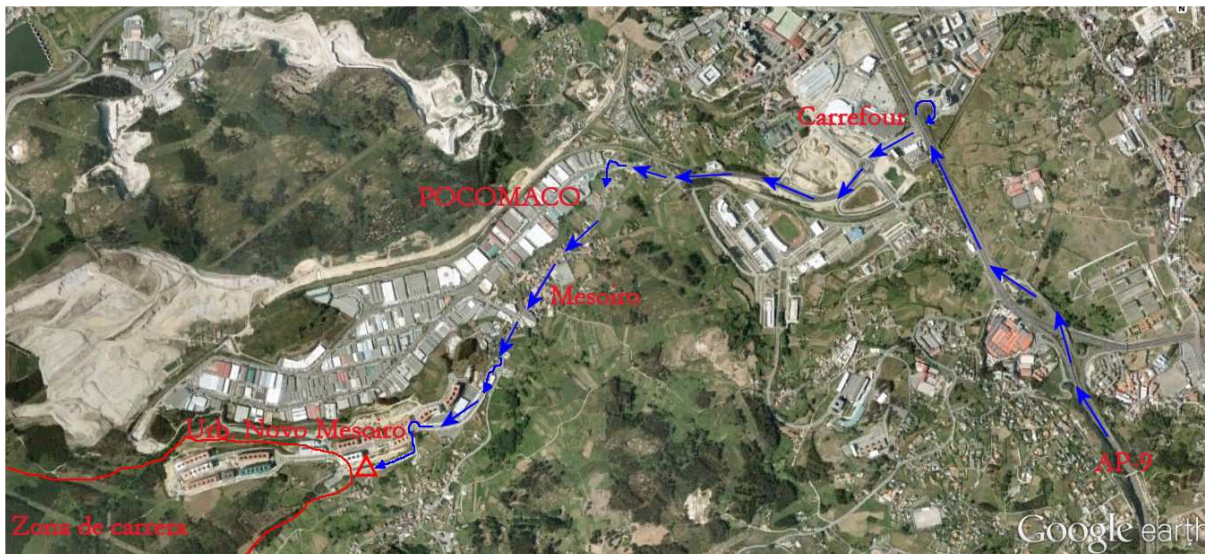 Carrefour
POCOMACO
Mesoiro
Urb. Novo Mesoiro
AP-9
Zona de carrera
Google earth